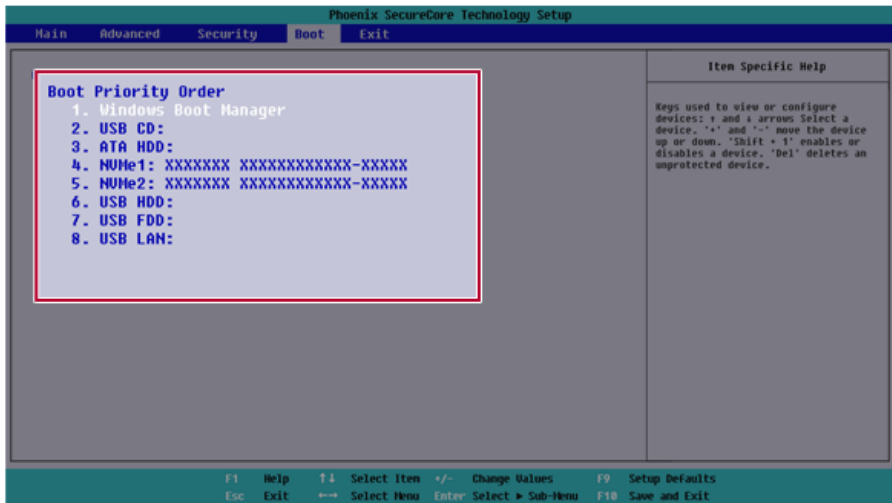 Phoenix SecureCore Technology Setup
Main Advanced Security Boot Exit
Item Specific Help
Boot Priority Order
1. Windows Boot Manager
2. USB CD:
3. ATA HDD:
4. NVMe1: XXXXXXX XXXXXXXXXXXXX-XXXXX
5. NVMe2: XXXXXXX XXXXXXXXXXXXX-XXXXX
6. USB HDD:
7. USB FDD:
8. USB LAN:
Keys used to view or configure
devices: ↑ and ↓ arrows Select a
device. '+' and '-' move the device
up or down. 'Shift + 1' enables or
disables a device. 'Del' deletes an
unprotected device.
F1 Help ↑↓ Select Item +/- Change Values F9 Setup Defaults
Esc Exit ←→ Select Menu Enter Select ► Sub-Menu F10 Save and Exit